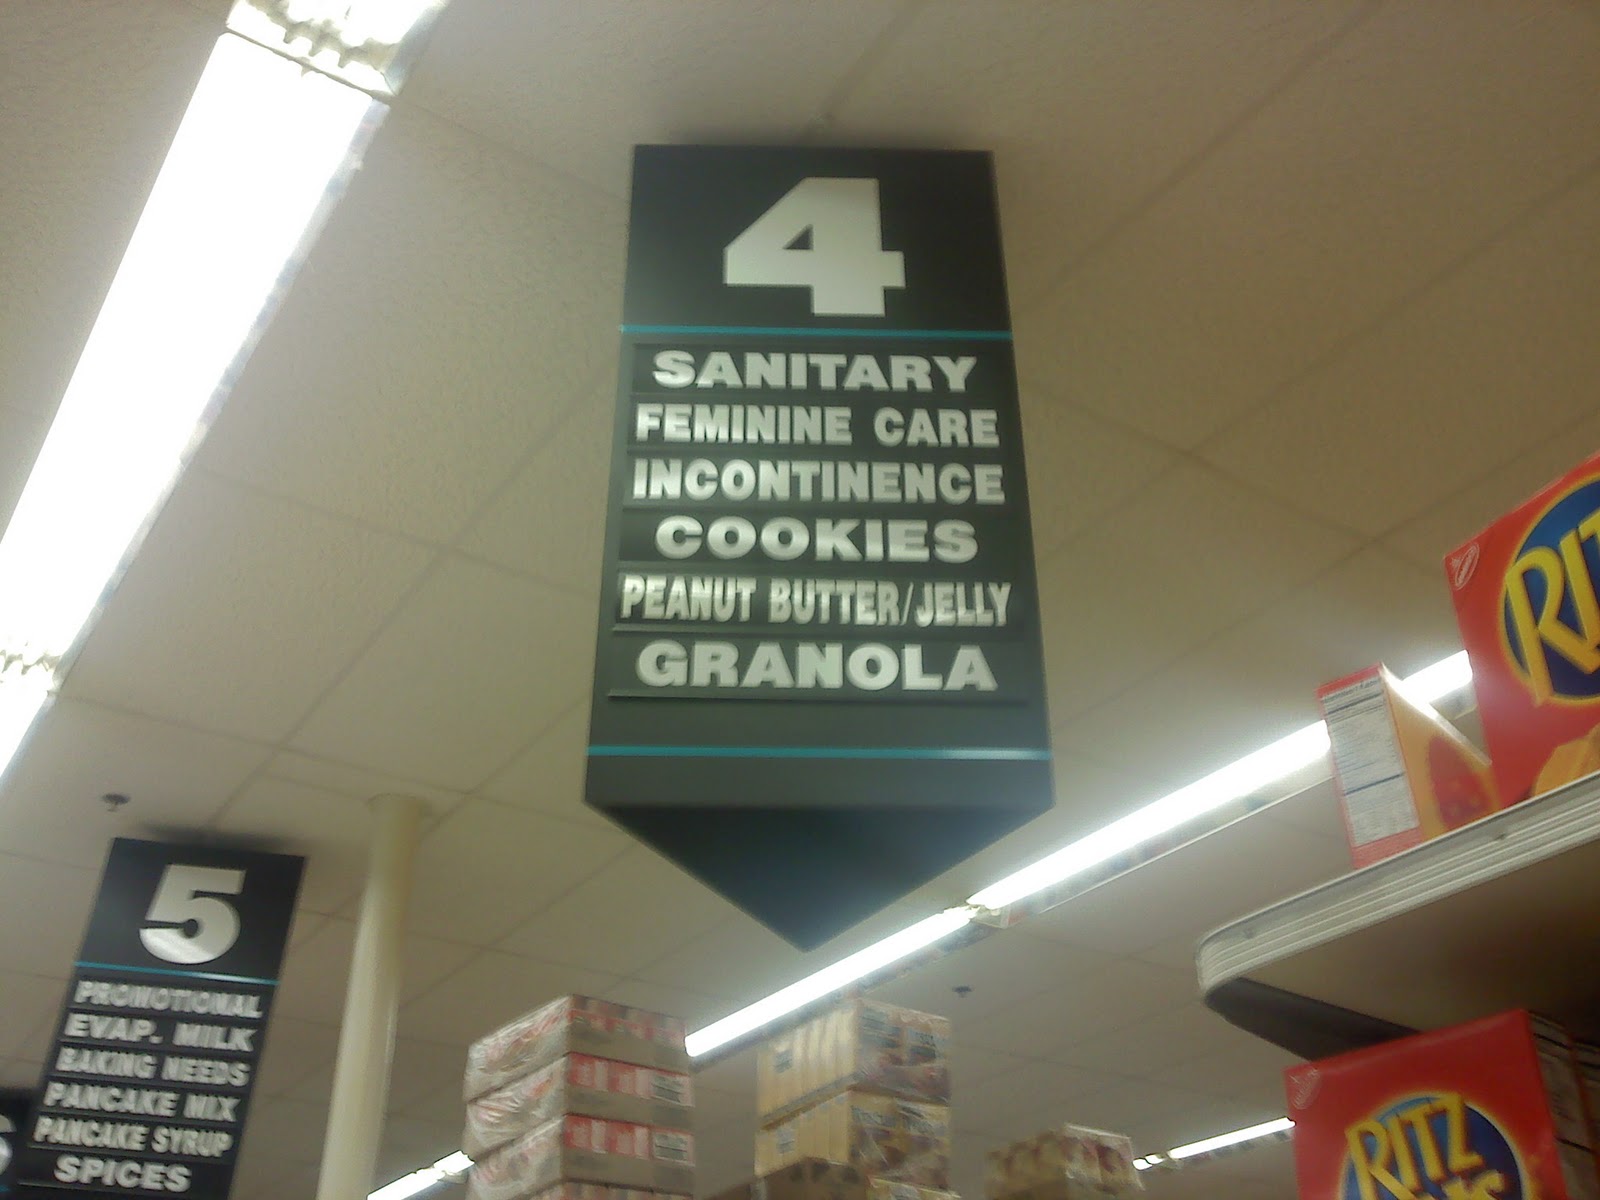 4
SANITARY
FEMININE CARE
INCONTINENCE
COOKIES
PEANUT BUTTER/JELLY
GRANOLA
5
PROMOTIONAL
EVAP. MILK
BAKING NEEDS
PANCAKE MIX
PANCAKE SYRUP
SPICES
RITZ
RITZ